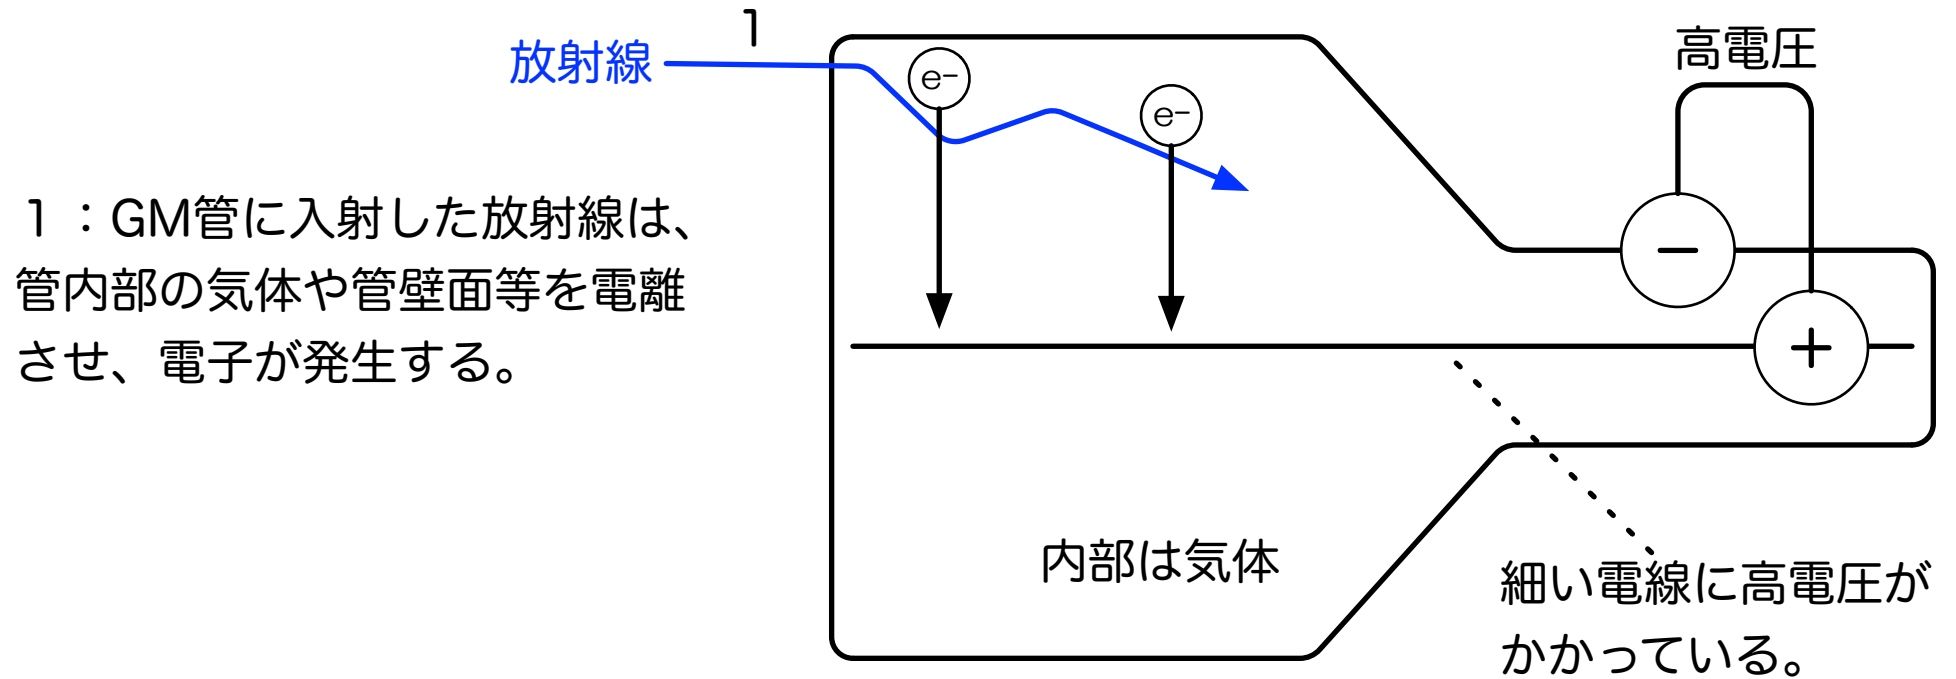 1
放射線
高電圧
e−
e−
−
+
1：GM管に入射した放射線は、
管内部の気体や管壁面等を電離
させ、電子が発生する。
内部は気体
細い電線に高電圧が
かかっている。